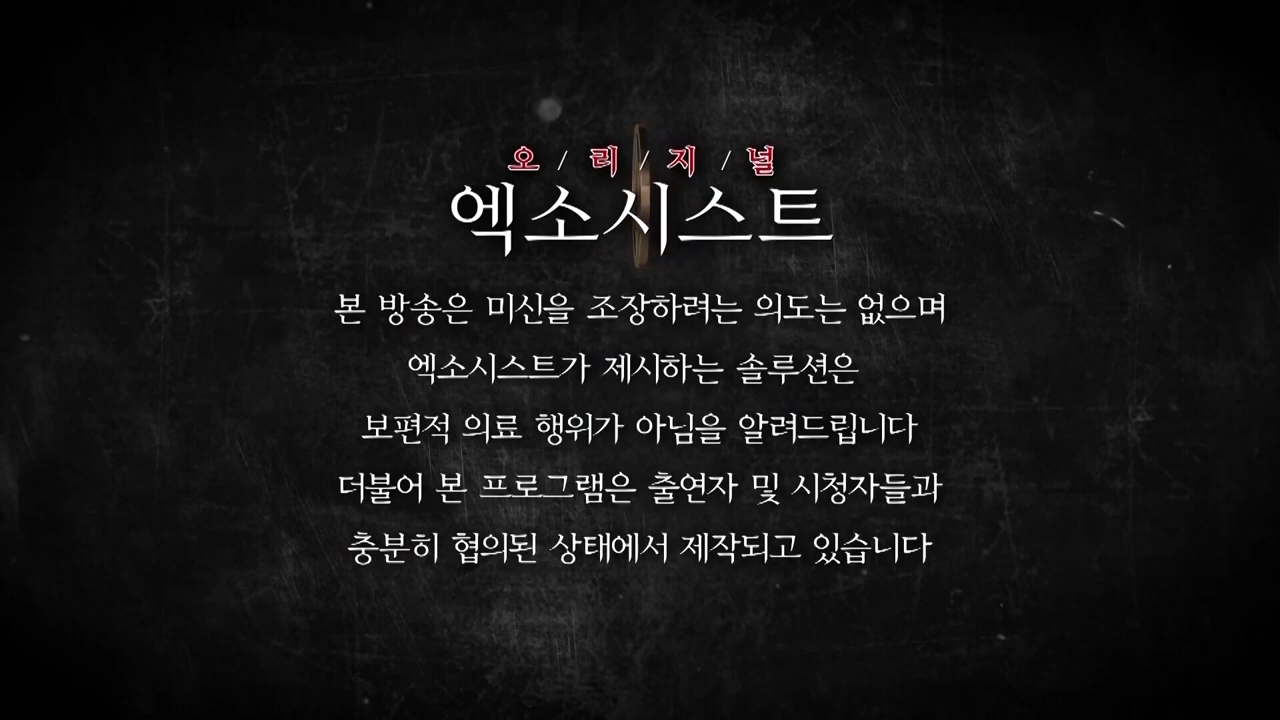 오/리/지/널
엑소시스트
본 방송은 미신을 조장하려는 의도는 없으며
엑소시스트가 제시하는 솔루션은
보편적 의료 행위가 아님을 알려드립니다
더불어 본 프로그램은 출연자 및 시청자들과
충분히 협의된 상태에서 제작되고 있습니다